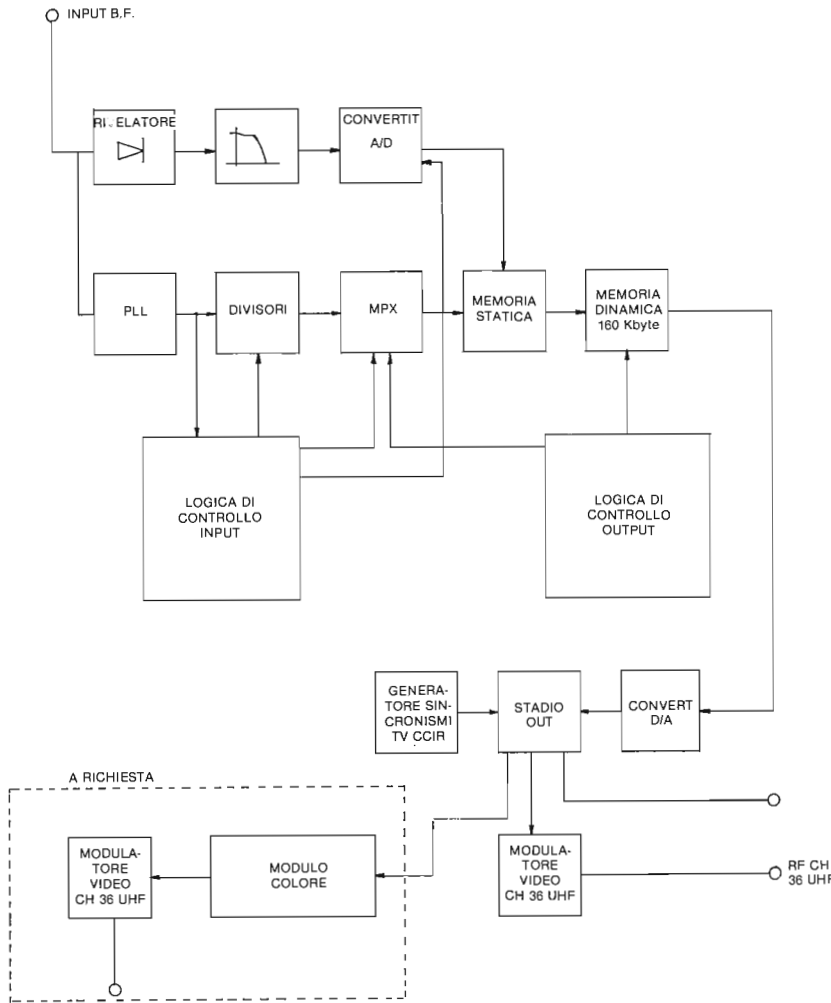 INPUT B.F.
CONVERTIT
A/D
PLL
DIVISORI
MPX
MEMORIA
STATICA
MEMORIA
DINAMICA
160 Kbyte
LOGICA DI
CONTROLLO
INPUT
LOGICA DI
CONTROLLO
OUTPUT
GENERA-
TORE SIN-
CRONISMI
TV CCIR
STADIO
OUT
CONVERT
D/A
A RICHIESTA
MODULA-
TORE
VIDEO
CH 36 UHF
MODULO
COLORE
MODULA-
TORE
VIDEO
CH 36 UHF
RF CH
36 UHF